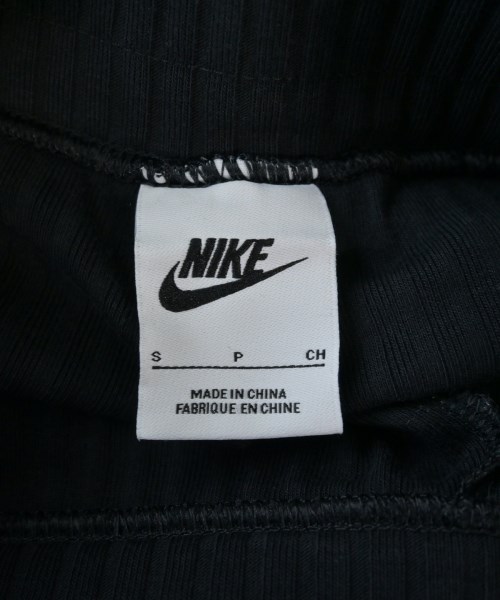 NIKE
S P CH
MADE IN CHINA
FABRIQUE EN CHINE